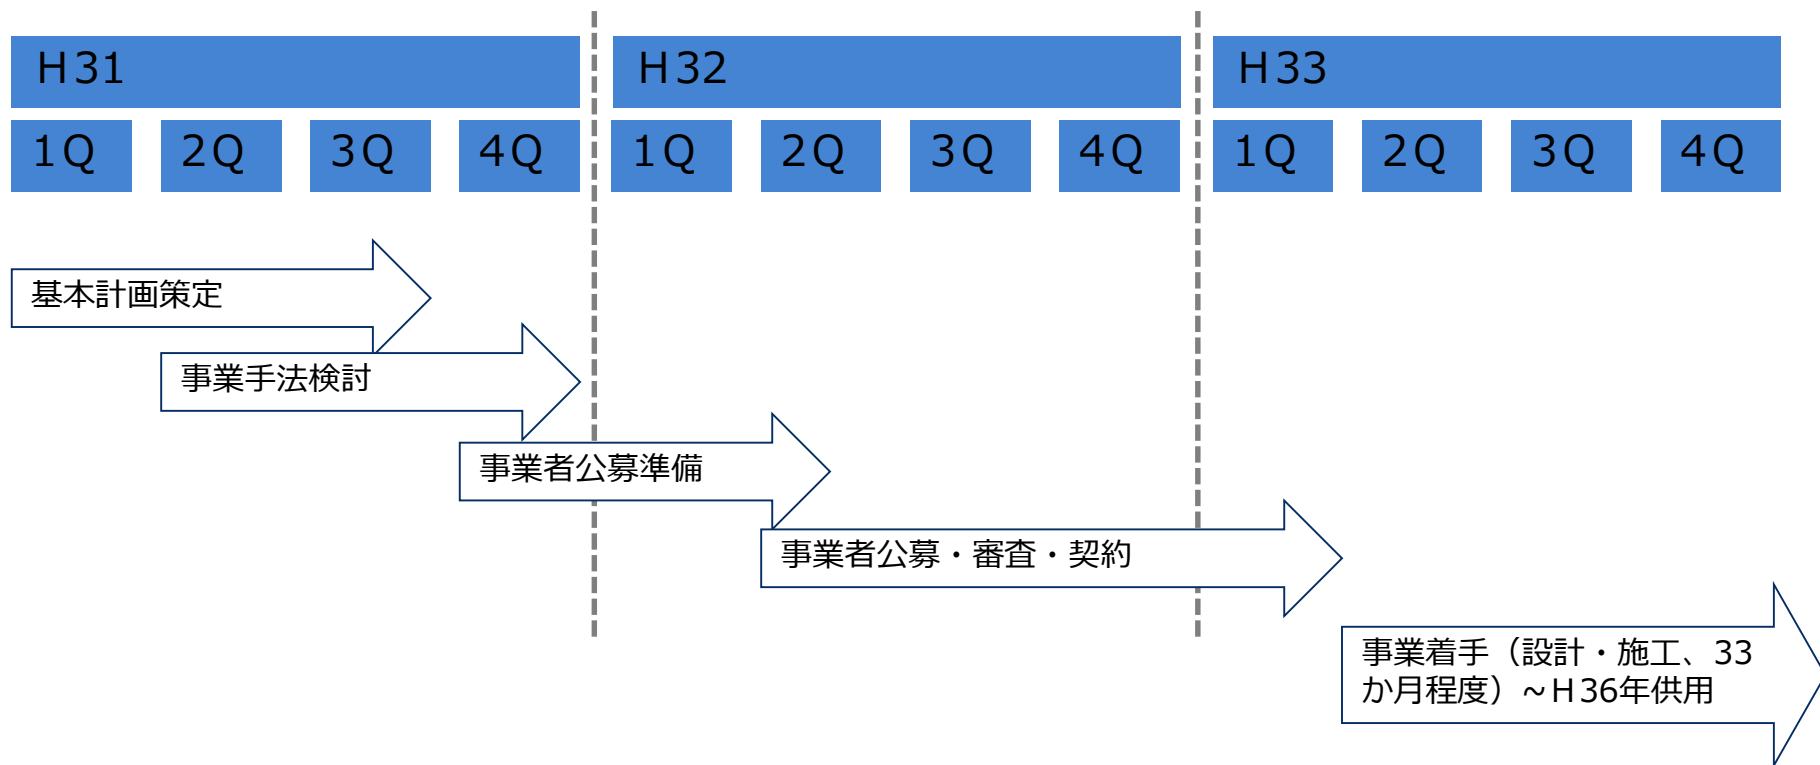 H31
H32
H33
1Q
2Q
3Q
4Q
1Q
2Q
3Q
4Q
1Q
2Q
3Q
4Q
基本計画策定
事業手法検討
事業者公募準備
事業者公募・審査・契約
事業着手（設計・施工、33
か月程度）~H36年供用